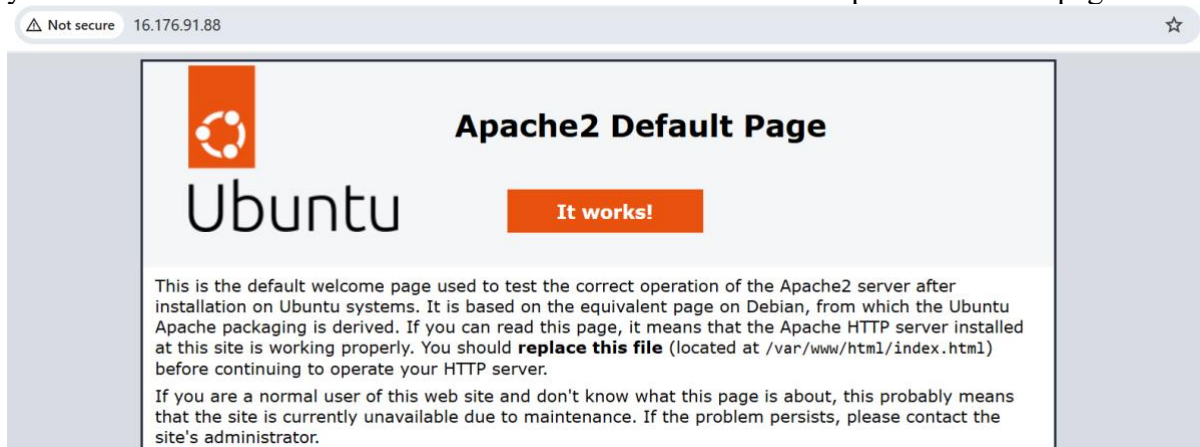 Not secure 16.176.91.88
Apache2 Default Page
Ubuntu
It works!
This is the default welcome page used to test the correct operation of the Apache2 server after
installation on Ubuntu systems. It is based on the equivalent page on Debian, from which the Ubuntu
Apache packaging is derived. If you can read this page, it means that the Apache HTTP server installed
at this site is working properly. You should replace this file (located at /var/www/html/index.html)
before continuing to operate your HTTP server.
If you are a normal user of this web site and don't know what this page is about, this probably means
that the site is currently unavailable due to maintenance. If the problem persists, please contact the
site's administrator.